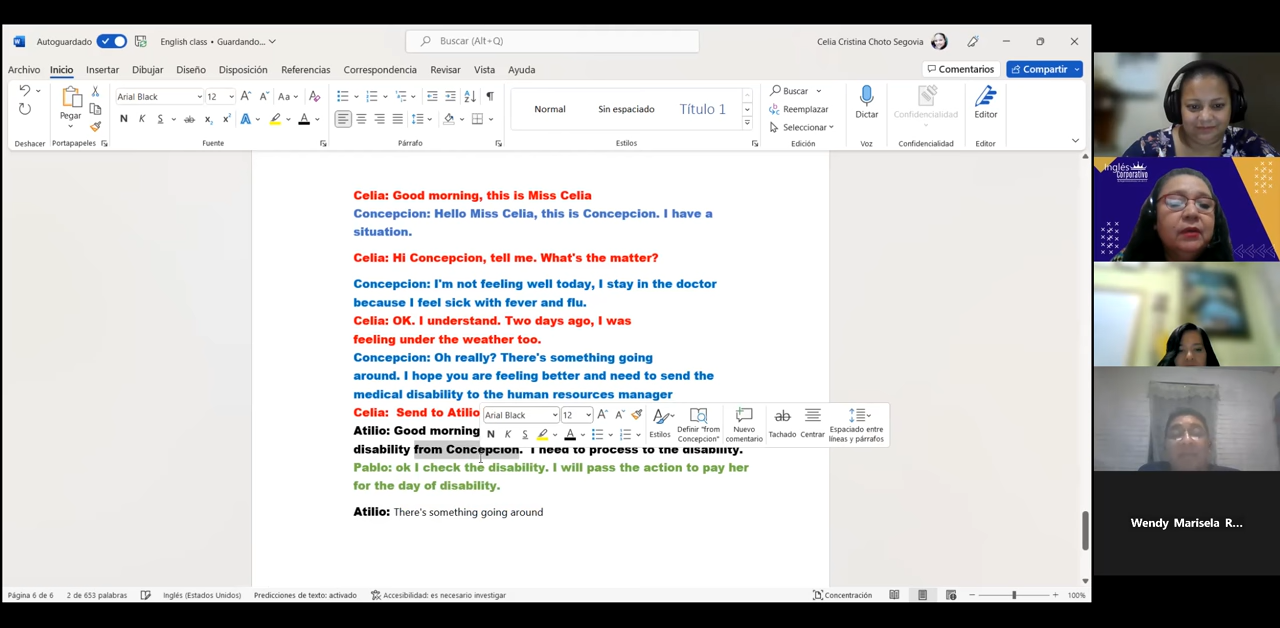 Autoguardado
English class • Guardando...
Buscar (Alt+Q)
Celia Cristina Choto Segovia
Archivo Inicio Insertar Dibujar Diseño Disposición Referencias Correspondencia Revisar Vista Ayuda
Comentarios
Compartir
Pegar
Arial Black 12
Normal
Sin espaciado
Título 1
Buscar
Reemplazar
Seleccionar
Dictar
Confidencialidad
Editor
Deshacer Portapapeles Fuente Párrafo Estilos Edición Voz Confidencialidad Editor
Celia: Good morning, this is Miss Celia
Concepcion: Hello Miss Celia, this is Concepcion. I have a
situation.
Celia: Hi Concepcion, tell me. What's the matter?
Concepcion: I'm not feeling well today, I stay in the doctor
because I feel sick with fever and flu.
Celia: OK. I understand. Two days ago, I was
feeling under the weather too.
Concepcion: Oh really? There's something going
around. I hope you are feeling better and need to send the
medical disability to the human resources manager
Celia: Send to Atilio
Atilio: Good morning
disability from Concepcion. I need to process to the disability.
Pablo: ok I check the disability. I will pass the action to pay her
for the day of disability.
Atilio: There's something going around
Arial Black 12
N K S
Estilos
Definir "from
Concepcion"
Nuevo
comentario
Tachado
Centrar
Espaciado entre
líneas y párrafos
Página 6 de 6
2 de 653 palabras
Inglés (Estados Unidos)
Predicciones de texto: activado
Accesibilidad: es necesario investigar
Concentración
100%
Inglés
Corporativo
Wendy Marisela R...